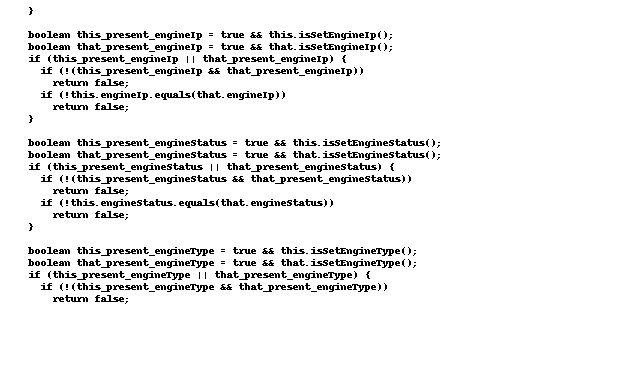 }

boolean this_present_engineIp = true && this.isSetEngineIp();
boolean that_present_engineIp = true && that.isSetEngineIp();
if (this_present_engineIp || that_present_engineIp) {
  if (!(this_present_engineIp && that_present_engineIp))
    return false;
  if (!this.engineIp.equals(that.engineIp))
    return false;
}

boolean this_present_engineStatus = true && this.isSetEngineStatus();
boolean that_present_engineStatus = true && that.isSetEngineStatus();
if (this_present_engineStatus || that_present_engineStatus) {
  if (!(this_present_engineStatus && that_present_engineStatus))
    return false;
  if (!this.engineStatus.equals(that.engineStatus))
    return false;
}

boolean this_present_engineType = true && this.isSetEngineType();
boolean that_present_engineType = true && that.isSetEngineType();
if (this_present_engineType || that_present_engineType) {
  if (!(this_present_engineType && that_present_engineType))
    return false;